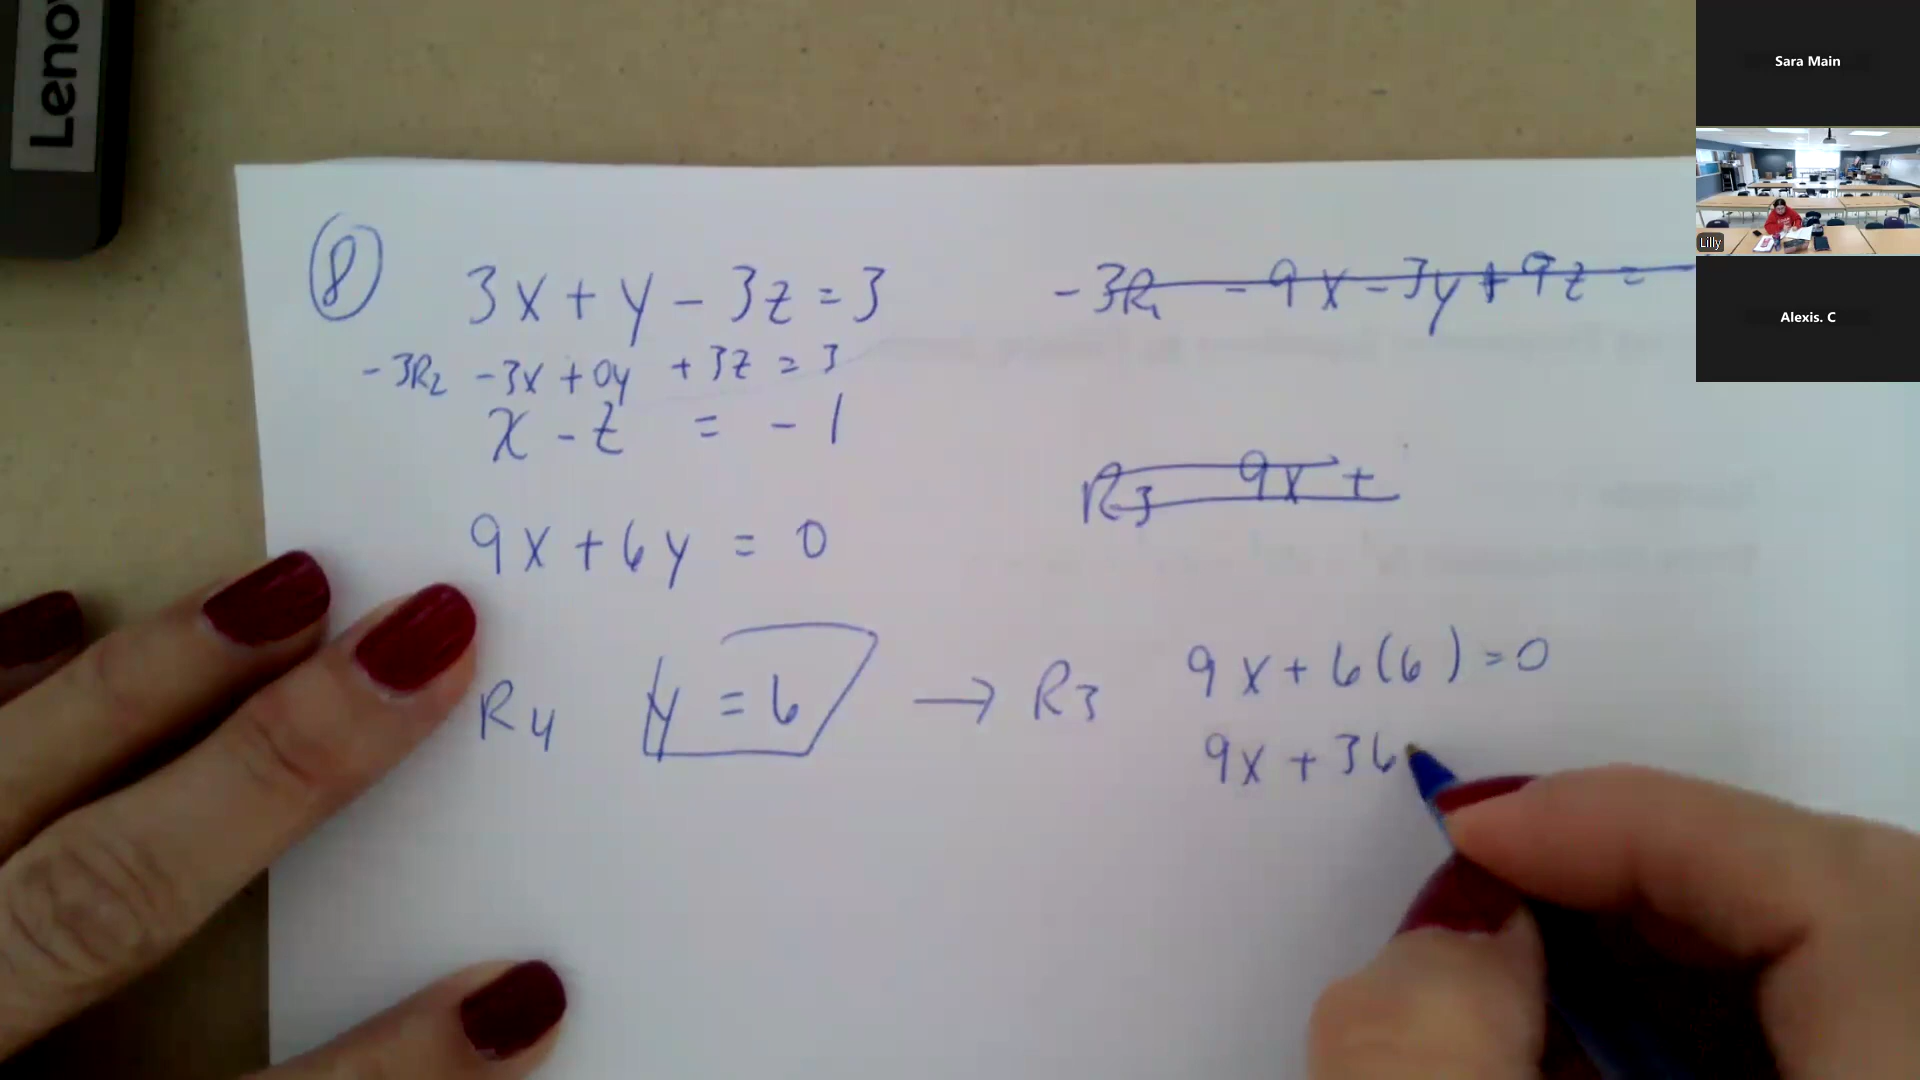 Leno
Sara Main
Lilly
Alexis. C
8
3x + y - 3z = 3
-3R₂ -3x + 0y + 3z = 3
x - z = -1
9x + 6y = 0
R4 y = 6 → R3
-3R₁ -9x - 3y + 9z =
R3 9x +
9x + 6(6) = 0
9x + 36